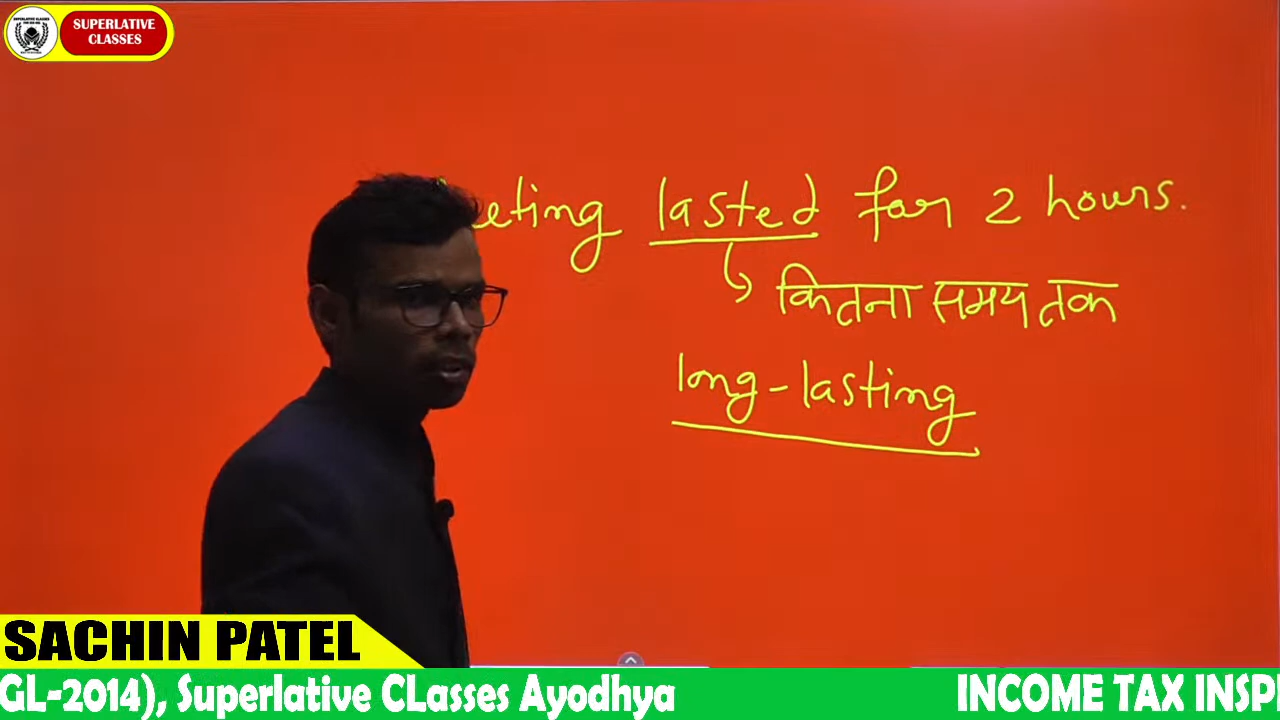 SUPERLATIVE
CLASSES
eting lasted for 2 hours.
कितना समय तक
long-lasting
SACHIN PATEL
GL-2014), Superlative CLasses Ayodhya INCOME TAX INSP